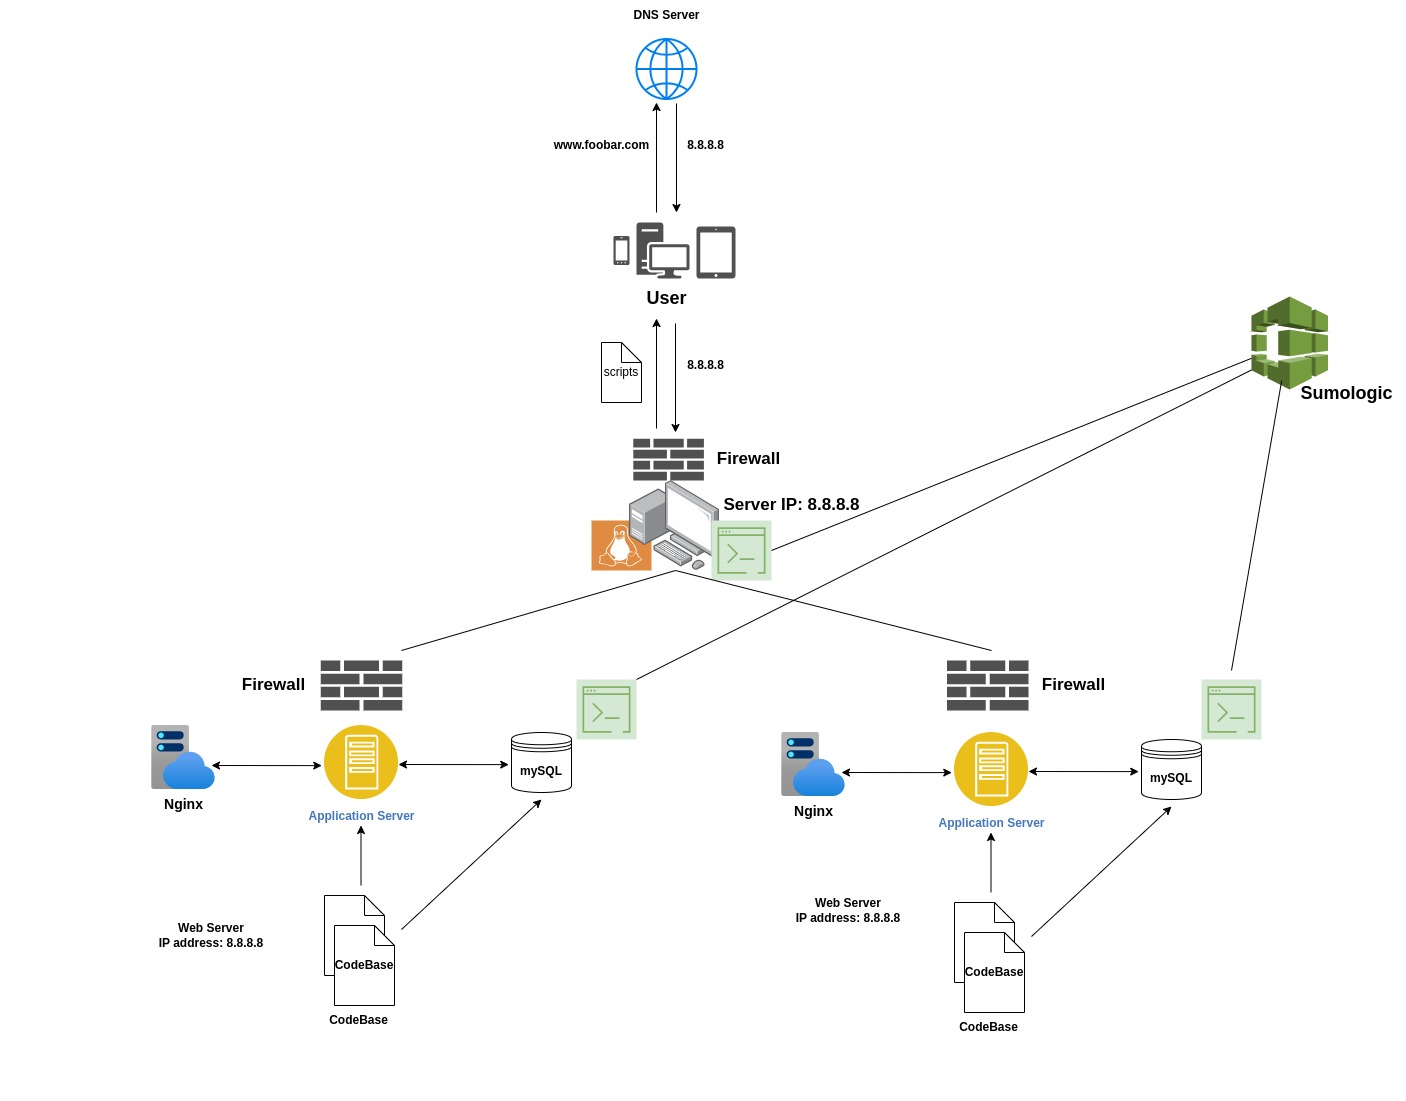 DNS Server
www.foobar.com
8.8.8.8
User
scripts
8.8.8.8
Sumologic
Firewall
Server IP: 8.8.8.8
Firewall
Firewall
mySQL
mySQL
Nginx
Application Server
Nginx
Application Server
Web Server
IP address: 8.8.8.8
Web Server
IP address: 8.8.8.8
CodeBase
CodeBase
CodeBase
CodeBase